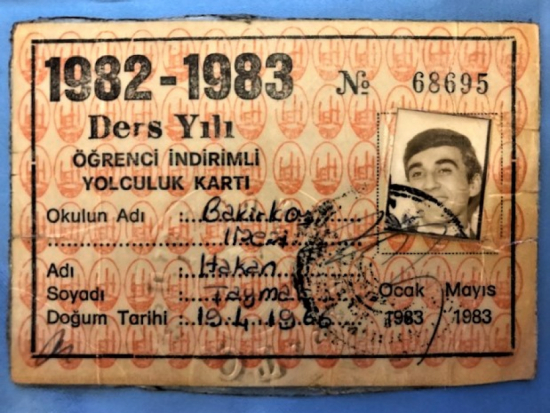 1982-1983 № 68695
Ders Yılı
ÖĞRENCİ İNDİRİMLİ
YOLCULUK KARTI
Okulun Adı : Bakırköy
Lisesi
Adı : Hakan
Soyadı : Tayma Ocak Mayıs
Doğum Tarihi : 19.4.1966 1983 1983